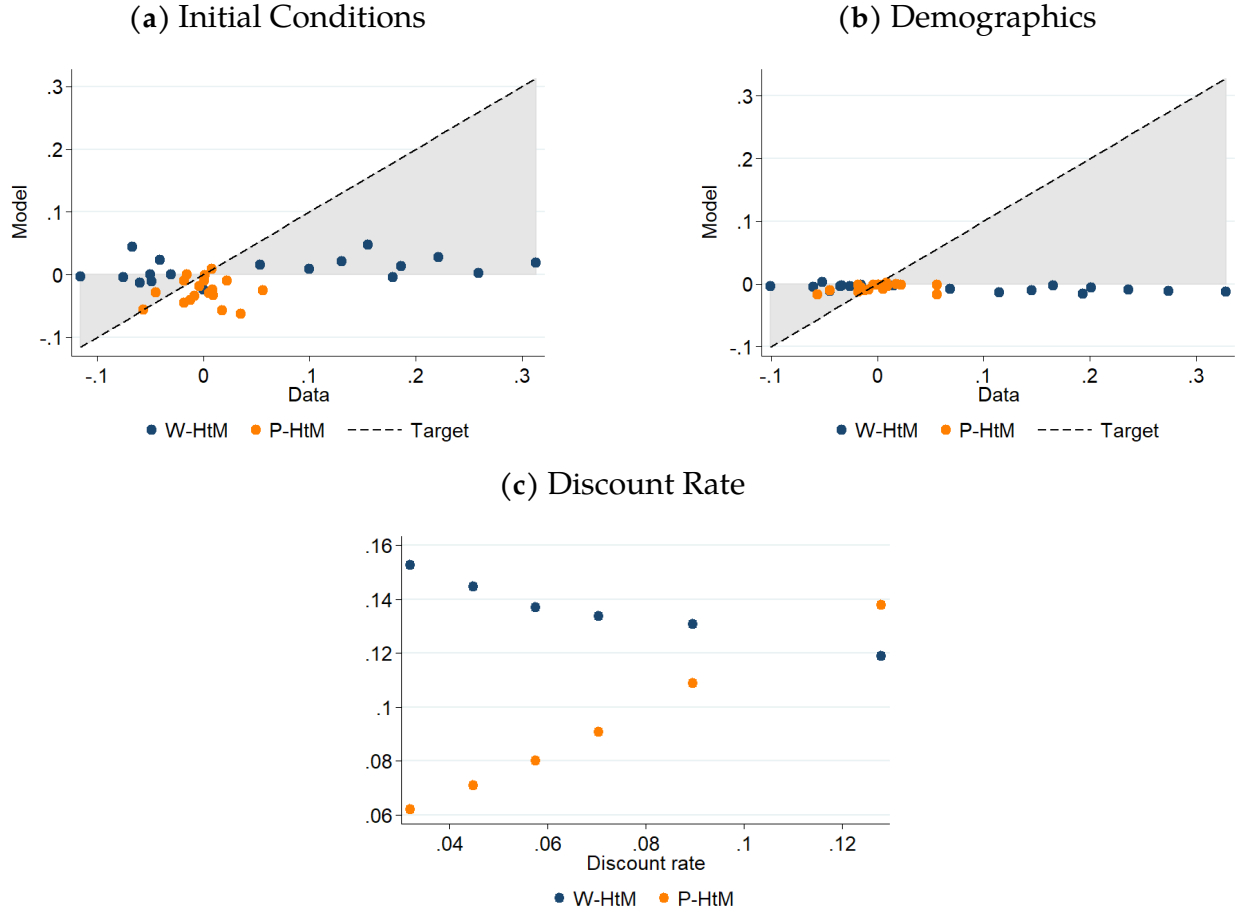 (a) Initial Conditions
.3
.2
.1
0
-.1
Model
-.1 0 .1 .2 .3
Data
W-HtM P-HtM Target
(b) Demographics
.3
.2
.1
0
-.1
Model
-.1 0 .1 .2 .3
Data
W-HtM P-HtM Target
(c) Discount Rate
.16
.14
.12
.1
.08
.06
.04 .06 .08 .1 .12
Discount rate
W-HtM P-HtM